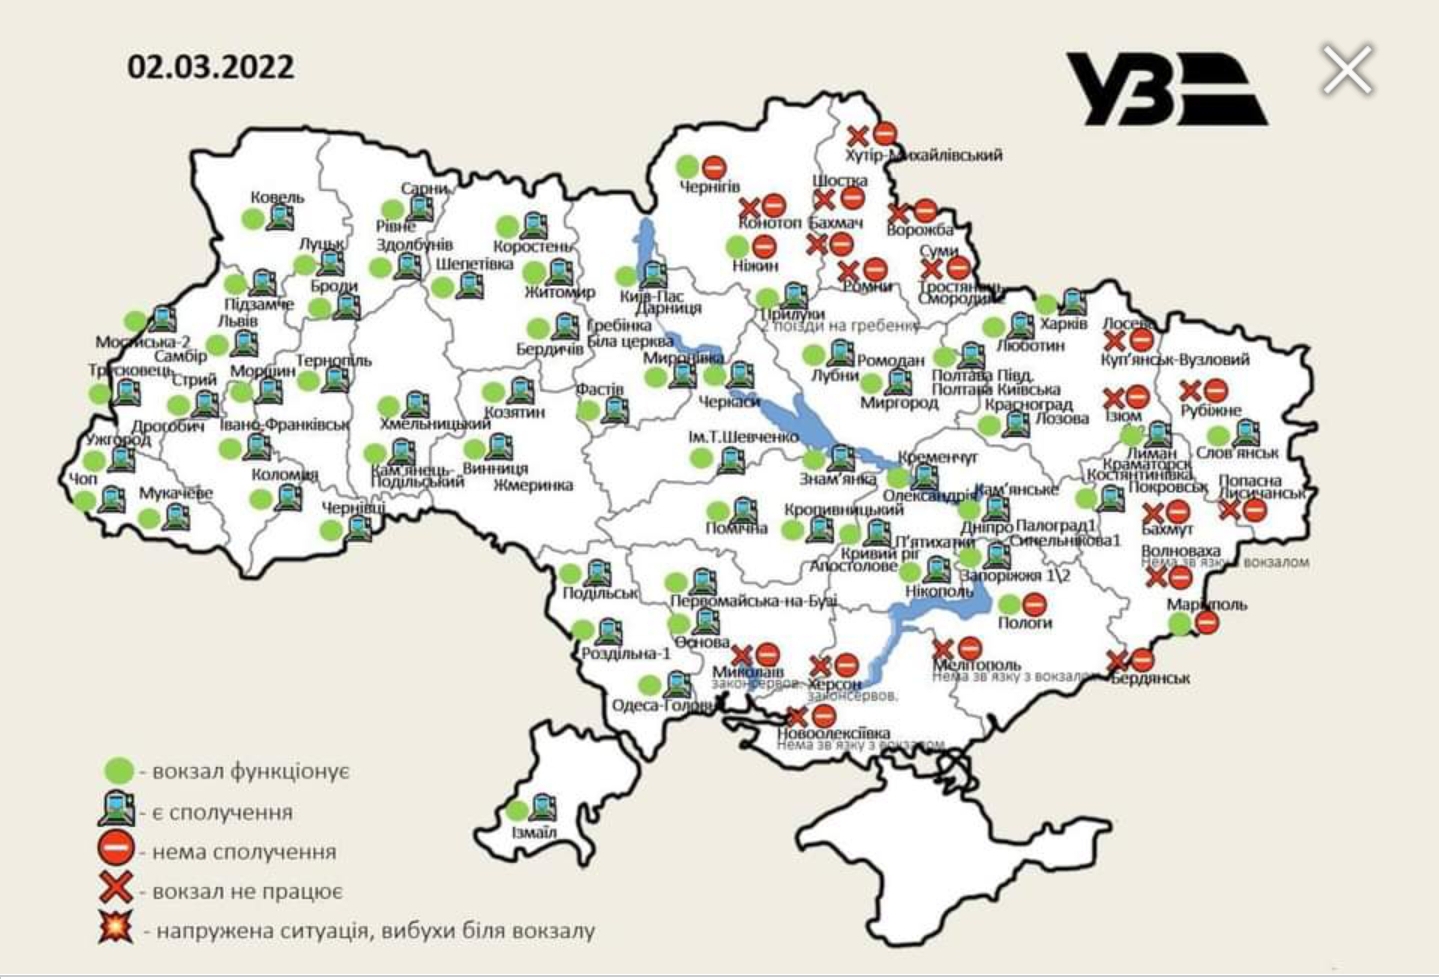 02.03.2022
УЗ
Хутір-Михайлівський
Чернігів
Шостка
Конотоп
Бахмач
Ворожба
Ніжин
Суми
Ромни
Тростянець
Смородине
Ковель
Сарни
Рівне
Здолбунів
Коростень
Луцьк
Шепетівка
Житомир
Київ-Пас
Дарниця
Прилуки
2 поїзди на гребенку
Броди
Підзамче
Львів
Мостиська-2
Самбір
Бердичів
Гребінка
Біла церква
Миронівка
Харків
Люботин
Лосево
Куп'янськ-Вузловий
Трускавець
Стрий
Моршин
Тернопіль
Дрогобич
Івано-Франківськ
Хмельницький
Козятин
Фастів
Черкаси
Лубни
Ромодан
Миргород
Полтава Півд.
Полтава Київська
Красноград
Лозова
Ізюм
Рубіжне
Ужгород
Чоп
Мукачеве
Коломия
Чернівці
Кам'янець-
Подільський
Винниця
Жмеринка
Ім.Т.Шевченко
Знам'янка
Кременчуг
Олександрія
Кам'янське
Лиман
Краматорск
Костянтинівка
Покровськ
Слов'янськ
Попасна
Лисичанськ
Помічна
Кропивницький
П'ятихатки
Кривий ріг
Апостолове
Дніпро
Палоград1
Синельнікова1
Бахмут
Волноваха
Нема зв'язку з вокзалом
Запоріжжя 1\2
Нікополь
Пологи
Маріуполь
Подільськ
Первомайська-на-Бузі
Роздільна-1
Основа
Миколаїв
законсервов.
Херсон
законсервов.
Мелітополь
Нема зв'язку з вокзалом
Бердянськ
Одеса-Головна
Новоолексіївка
Нема зв'язку з вокзалом
Ізмаїл
- вокзал функціонує
- є сполучення
- нема сполучення
- вокзал не працює
- напружена ситуація, вибухи біля вокзалу